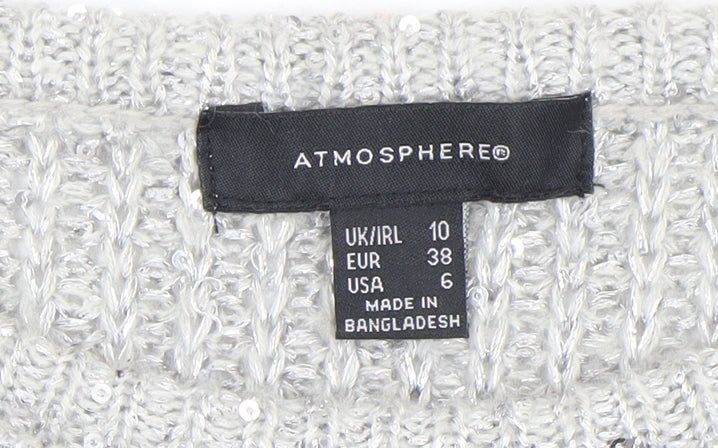 ATMOSPHERE®
UK/IRL 10
EUR 38
USA 6
MADE IN
BANGLADESH